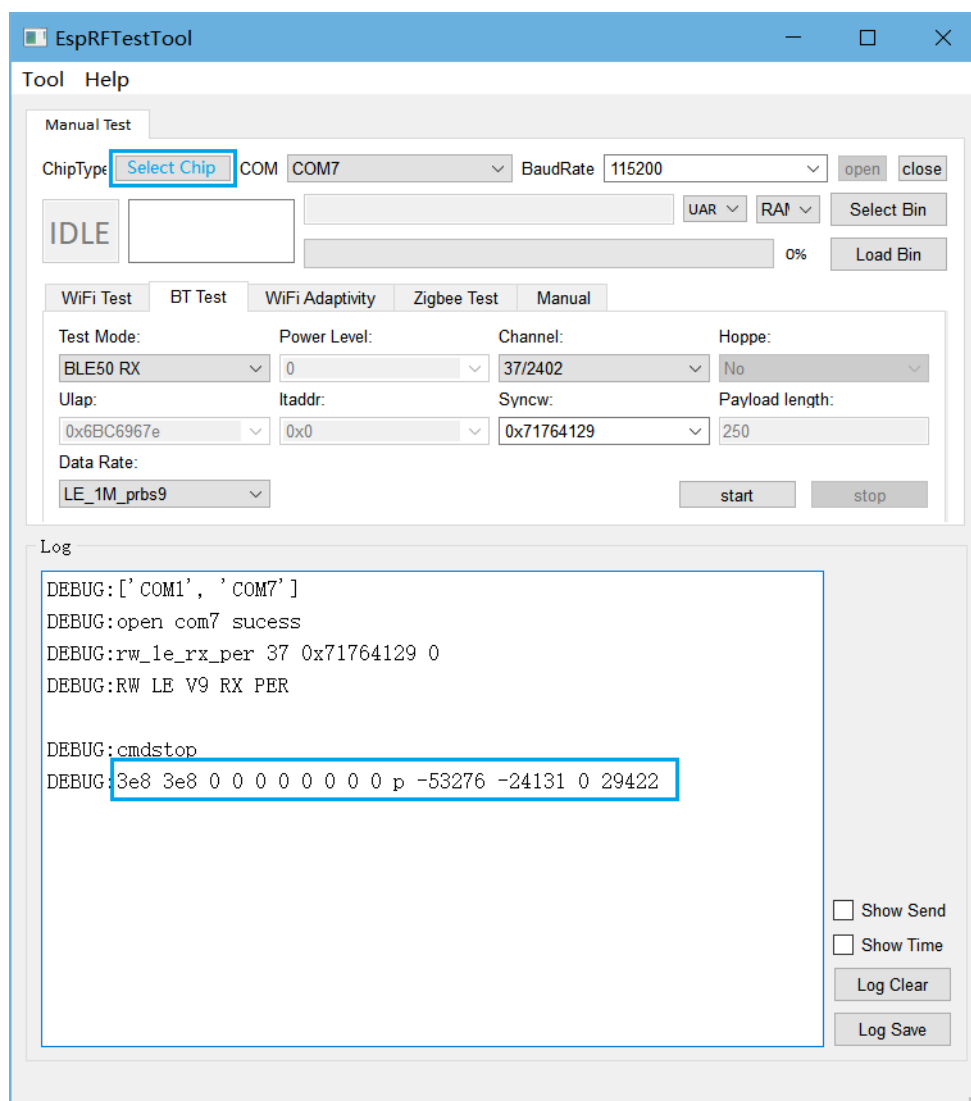 EspRFTestTool
Tool Help
Manual Test
ChipType Select Chip COM COM7 BaudRate 115200 open close
IDLE UAR RAM Select Bin
0% Load Bin
WiFi Test BT Test WiFi Adaptivity Zigbee Test Manual
Test Mode: Power Level: Channel: Hoppe:
BLE50 RX 0 37/2402 No
Ulap: ltaddr: Syncw: Payload length:
0x6BC6967e 0x0 0x71764129 250
Data Rate:
LE_1M_prbs9 start stop
Log
DEBUG:['COM1', 'COM7']
DEBUG:open com7 sucess
DEBUG:rw_le_rx_per 37 0x71764129 0
DEBUG:RW LE V9 RX PER
DEBUG:cmdstop
DEBUG:3e8 3e8 0 0 0 0 0 0 0 0 p -53276 -24131 0 29422
Show Send
Show Time
Log Clear
Log Save